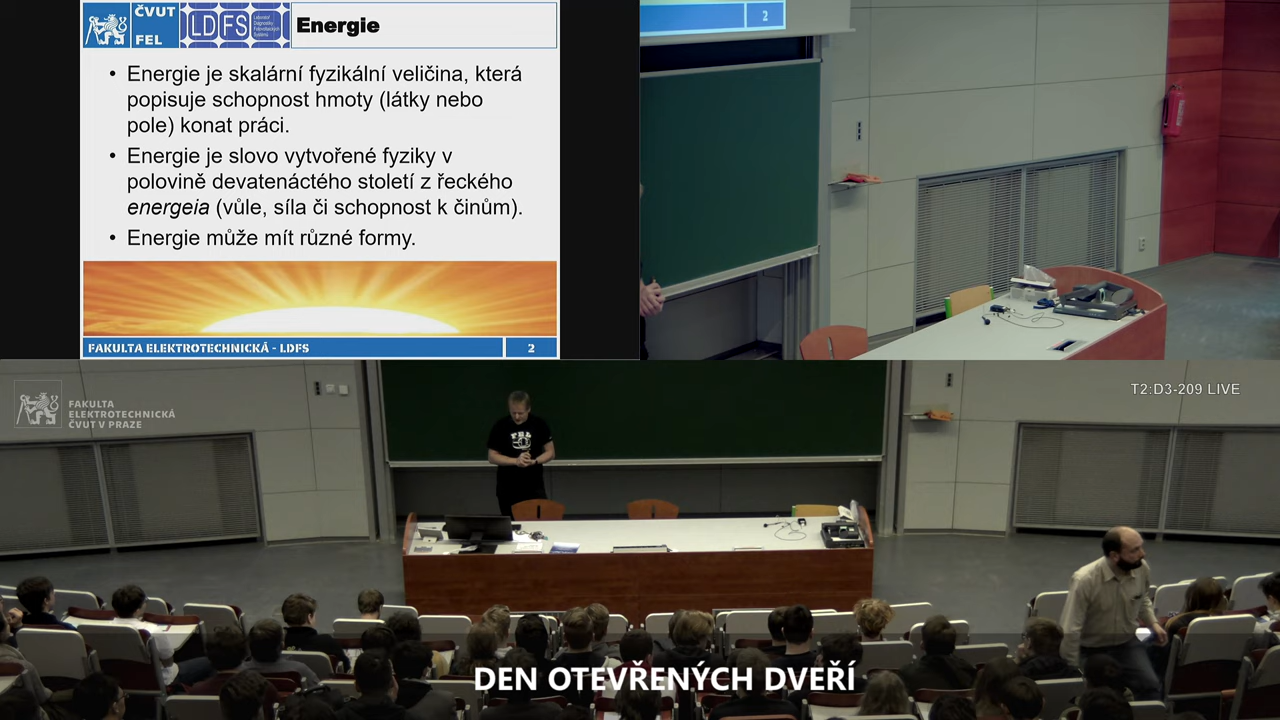 ČVUT
FEL
LDFS
Energie
• Energie je skalární fyzikální veličina, která
popisuje schopnost hmoty (látky nebo
pole) konat práci.
• Energie je slovo vytvořené fyziky v
polovině devatenáctého století z řeckého
energeia (vůle, síla či schopnost k činům).
• Energie může mít různé formy.
FAKULTA ELEKTROTECHNICKÁ - LDFS
2
2
FAKULTA
ELEKTROTECHNICKÁ
ČVUT V PRAZE
T2:D3-209 LIVE
FEL
DEN OTEVŘENÝCH DVEŘÍ